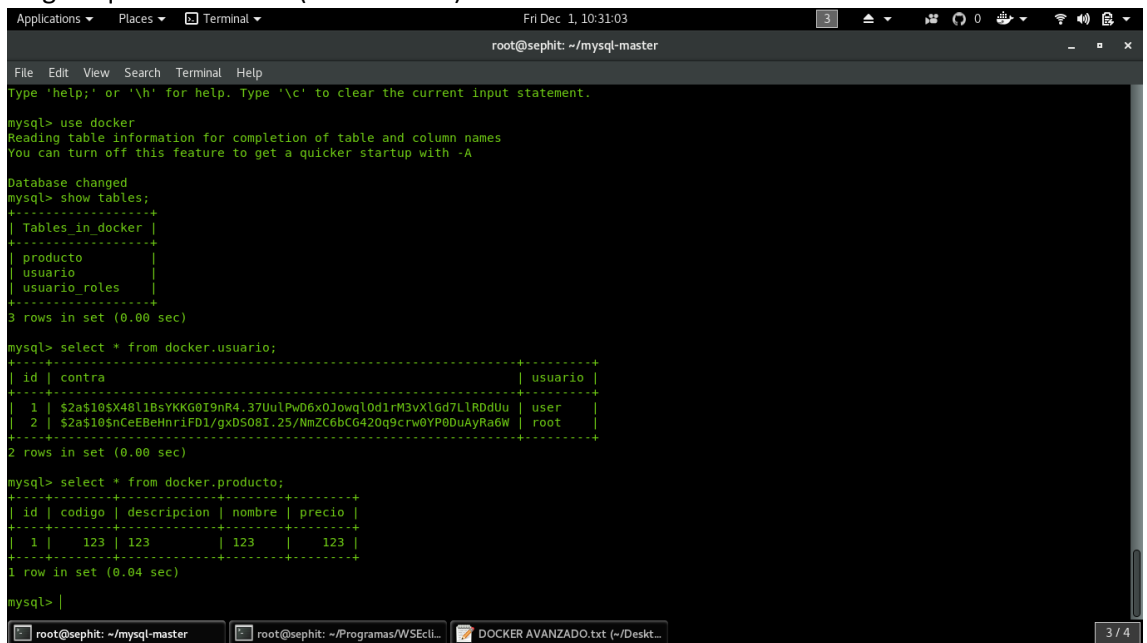 Applications Places Terminal Fri Dec 1, 10:31:03 3 0
root@sephit: ~/mysql-master
File Edit View Search Terminal Help
Type 'help;' or '\h' for help. Type '\c' to clear the current input statement.
mysql> use docker
Reading table information for completion of table and column names
You can turn off this feature to get a quicker startup with -A
Database changed
mysql> show tables;
+------------------+
| Tables_in_docker |
+------------------+
| producto         |
| usuario          |
| usuario_roles    |
+------------------+
3 rows in set (0.00 sec)
mysql> select * from docker.usuario;
+----+--------------------------------------------------------------+---------+
| id | contra                                                       | usuario |
+----+--------------------------------------------------------------+---------+
|  1 | $2a$10$X48l1BsYKKG0I9nR4.37UulPwD6xOJowqlOd1rM3vXlGd7LlRDdUu | user    |
|  2 | $2a$10$nCeEBeHnriFD1/gxDSO8I.25/NmZC6bCG42Oq9crw0YP0DuAyRa6W | root    |
+----+--------------------------------------------------------------+---------+
2 rows in set (0.00 sec)
mysql> select * from docker.producto;
+----+--------+-------------+--------+--------+
| id | codigo | descripcion | nombre | precio |
+----+--------+-------------+--------+--------+
|  1 |    123 | 123         | 123    |    123 |
+----+--------+-------------+--------+--------+
1 row in set (0.04 sec)
mysql>
root@sephit: ~/mysql-master root@sephit: ~/Programas/WSEcli... DOCKER AVANZADO.txt (~/Deskt... 3 / 4